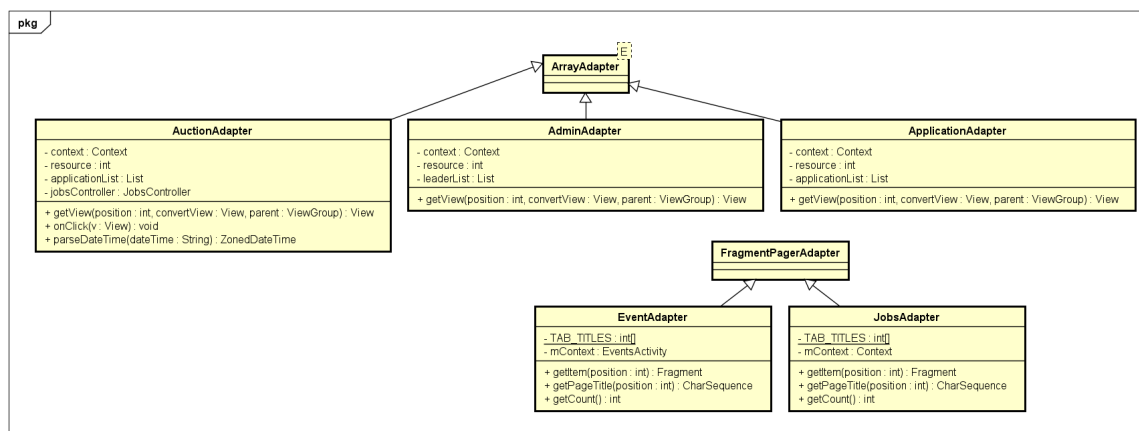 pkg
E
ArrayAdapter
AuctionAdapter
- context : Context
- resource : int
- applicationList : List
- jobsController : JobsController
+ getView(position : int, convertView : View, parent : ViewGroup) : View
+ onClick(v : View) : void
+ parseDateTime(dateTime : String) : ZonedDateTime
AdminAdapter
- context : Context
- resource : int
- leaderList : List
+ getView(position : int, convertView : View, parent : ViewGroup) : View
ApplicationAdapter
- context : Context
- resource : int
- applicationList : List
+ getView(position : int, convertView : View, parent : ViewGroup) : View
FragmentPagerAdapter
EventAdapter
- TAB_TITLES : int[]
- mContext : EventsActivity
+ getItem(position : int) : Fragment
+ getPageTitle(position : int) : CharSequence
+ getCount() : int
JobsAdapter
- TAB_TITLES : int[]
- mContext : Context
+ getItem(position : int) : Fragment
+ getPageTitle(position : int) : CharSequence
+ getCount() : int